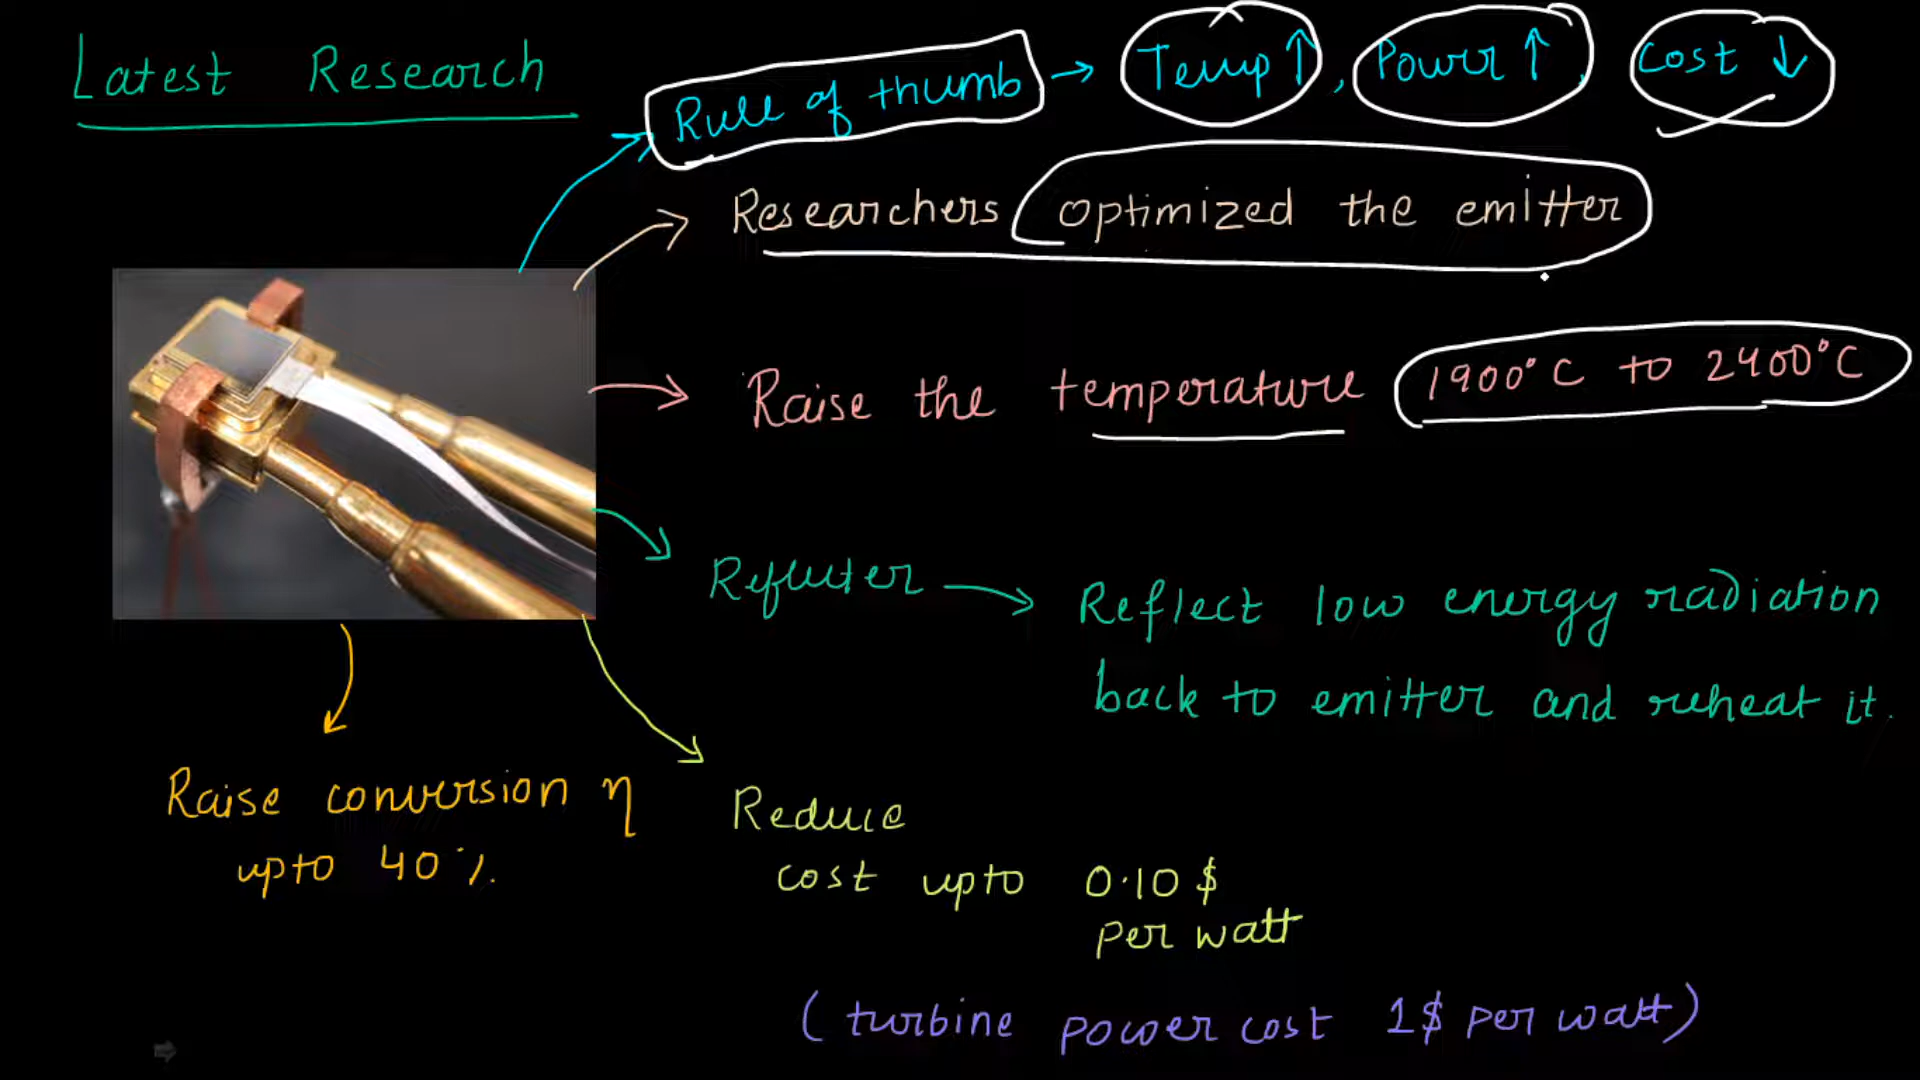 Latest Research
Rule of thumb → Temp ↑, Power ↑, Cost ↓
Researchers optimized the emitter
Raise the temperature 1900°C to 2400°C
Reflecter → Reflect low energy radiation
back to emitter and reheat it.
Raise conversion η
upto 40%.
Reduce
cost upto 0.10 $
per watt
(turbine power cost 1$ per watt)